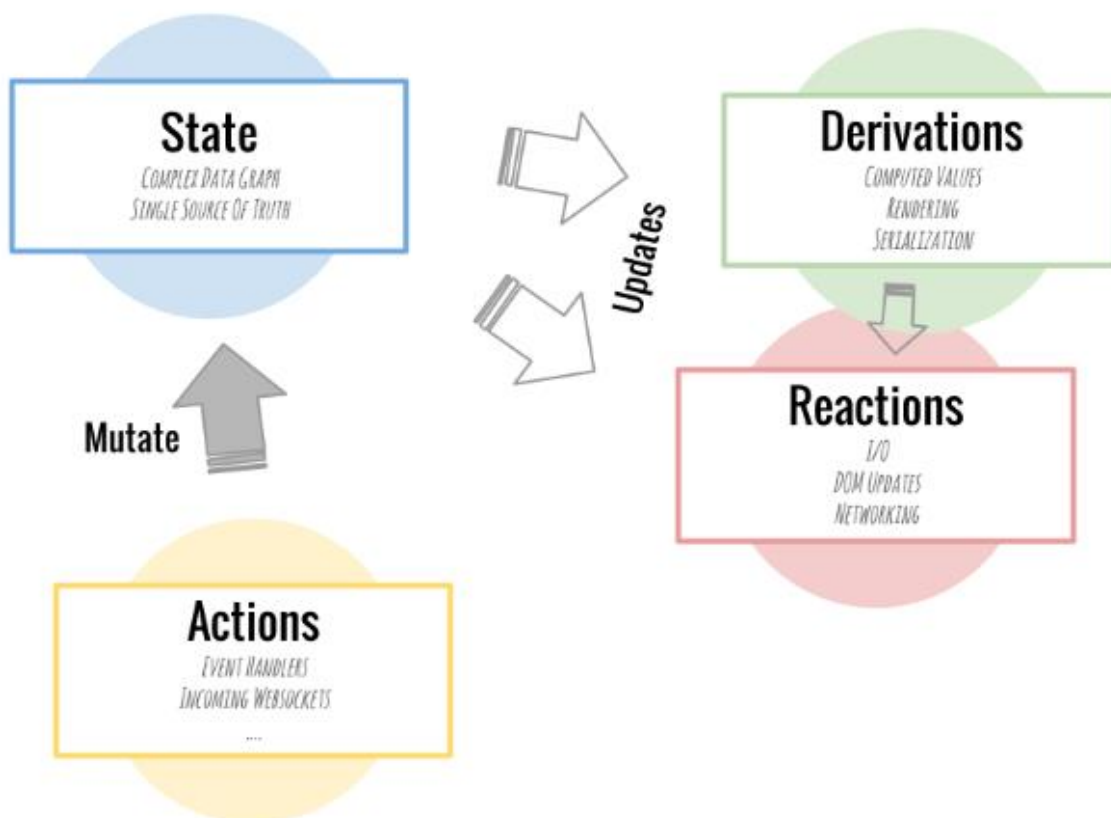 State
COMPLEX DATA GRAPH
SINGLE SOURCE OF TRUTH
Updates
Derivations
COMPUTED VALUES
RENDERING
SERIALIZATION
Mutate
Reactions
I/O
DOM UPDATES
NETWORKING
Actions
EVENT HANDLERS
INCOMING WEBSOCKETS
....